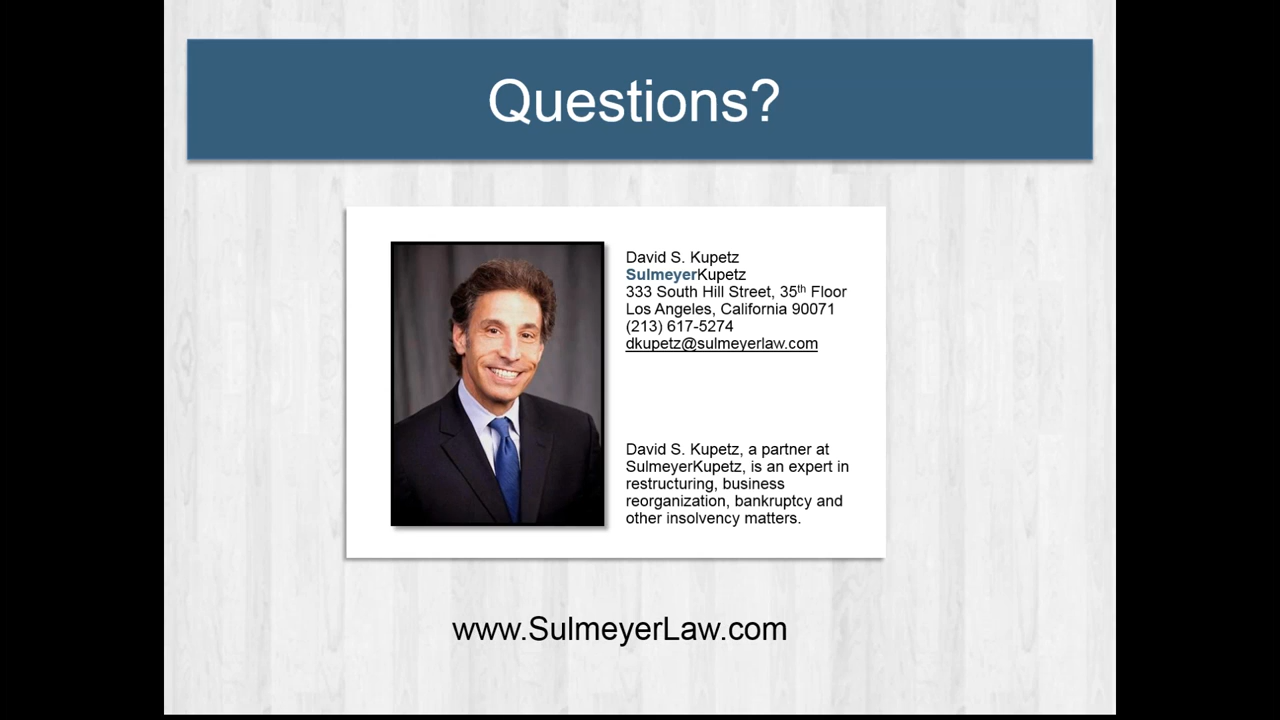 Questions?
David S. Kupetz
SulmeyerKupetz
333 South Hill Street, 35th Floor
Los Angeles, California 90071
(213) 617-5274
dkupetz@sulmeyerlaw.com
David S. Kupetz, a partner at
SulmeyerKupetz, is an expert in
restructuring, business
reorganization, bankruptcy and
other insolvency matters.
www.SulmeyerLaw.com